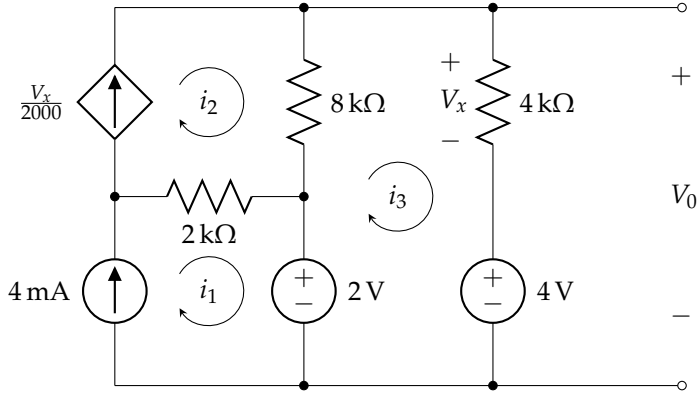 V_x/2000
i_2
8 kΩ
+
V_x
−
4 kΩ
+
V_0
−
i_3
2 kΩ
4 mA
i_1
+
−
2 V
+
−
4 V